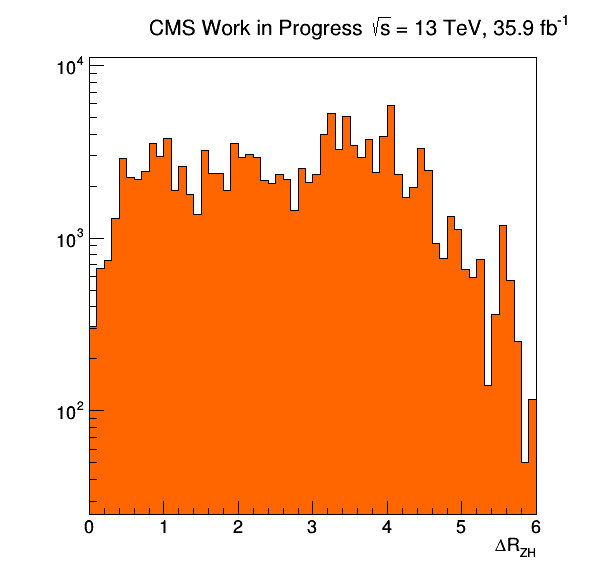 CMS Work in Progress √s = 13 TeV, 35.9 fb⁻¹
10⁴
10³
10²
0 1 2 3 4 5 6
ΔR_ZH